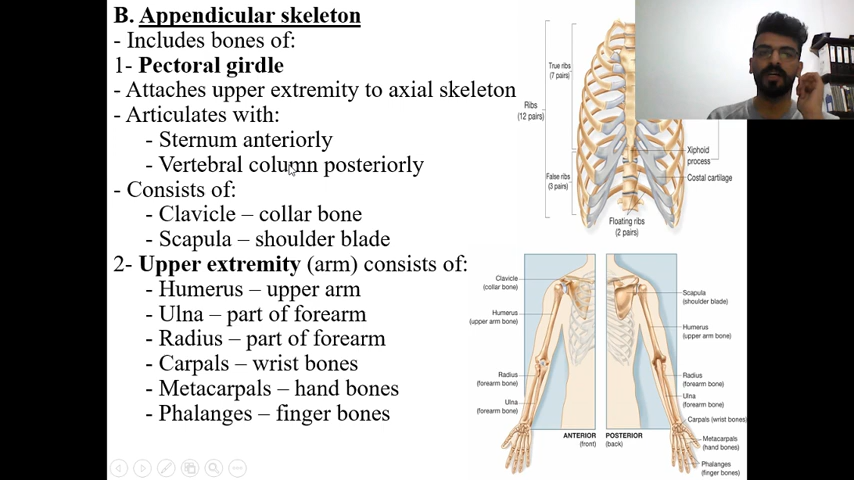 B. Appendicular skeleton
- Includes bones of:
1- Pectoral girdle
- Attaches upper extremity to axial skeleton
- Articulates with:
- Sternum anteriorly
- Vertebral column posteriorly
- Consists of:
- Clavicle – collar bone
- Scapula – shoulder blade
2- Upper extremity (arm) consists of:
- Humerus – upper arm
- Ulna – part of forearm
- Radius – part of forearm
- Carpals – wrist bones
- Metacarpals – hand bones
- Phalanges – finger bones
True ribs
(7 pairs)
Ribs
(12 pairs)
False ribs
(3 pairs)
Floating ribs
(2 pairs)
Xiphoid
process
Costal cartilage
Clavicle
(collar bone)
Humerus
(upper arm bone)
Radius
(forearm bone)
Ulna
(forearm bone)
ANTERIOR
(front)
POSTERIOR
(back)
Scapula
(shoulder blade)
Humerus
(upper arm bone)
Radius
(forearm bone)
Ulna
(forearm bone)
Carpals (wrist bones)
Metacarpals
(hand bones)
Phalanges
(finger bones)